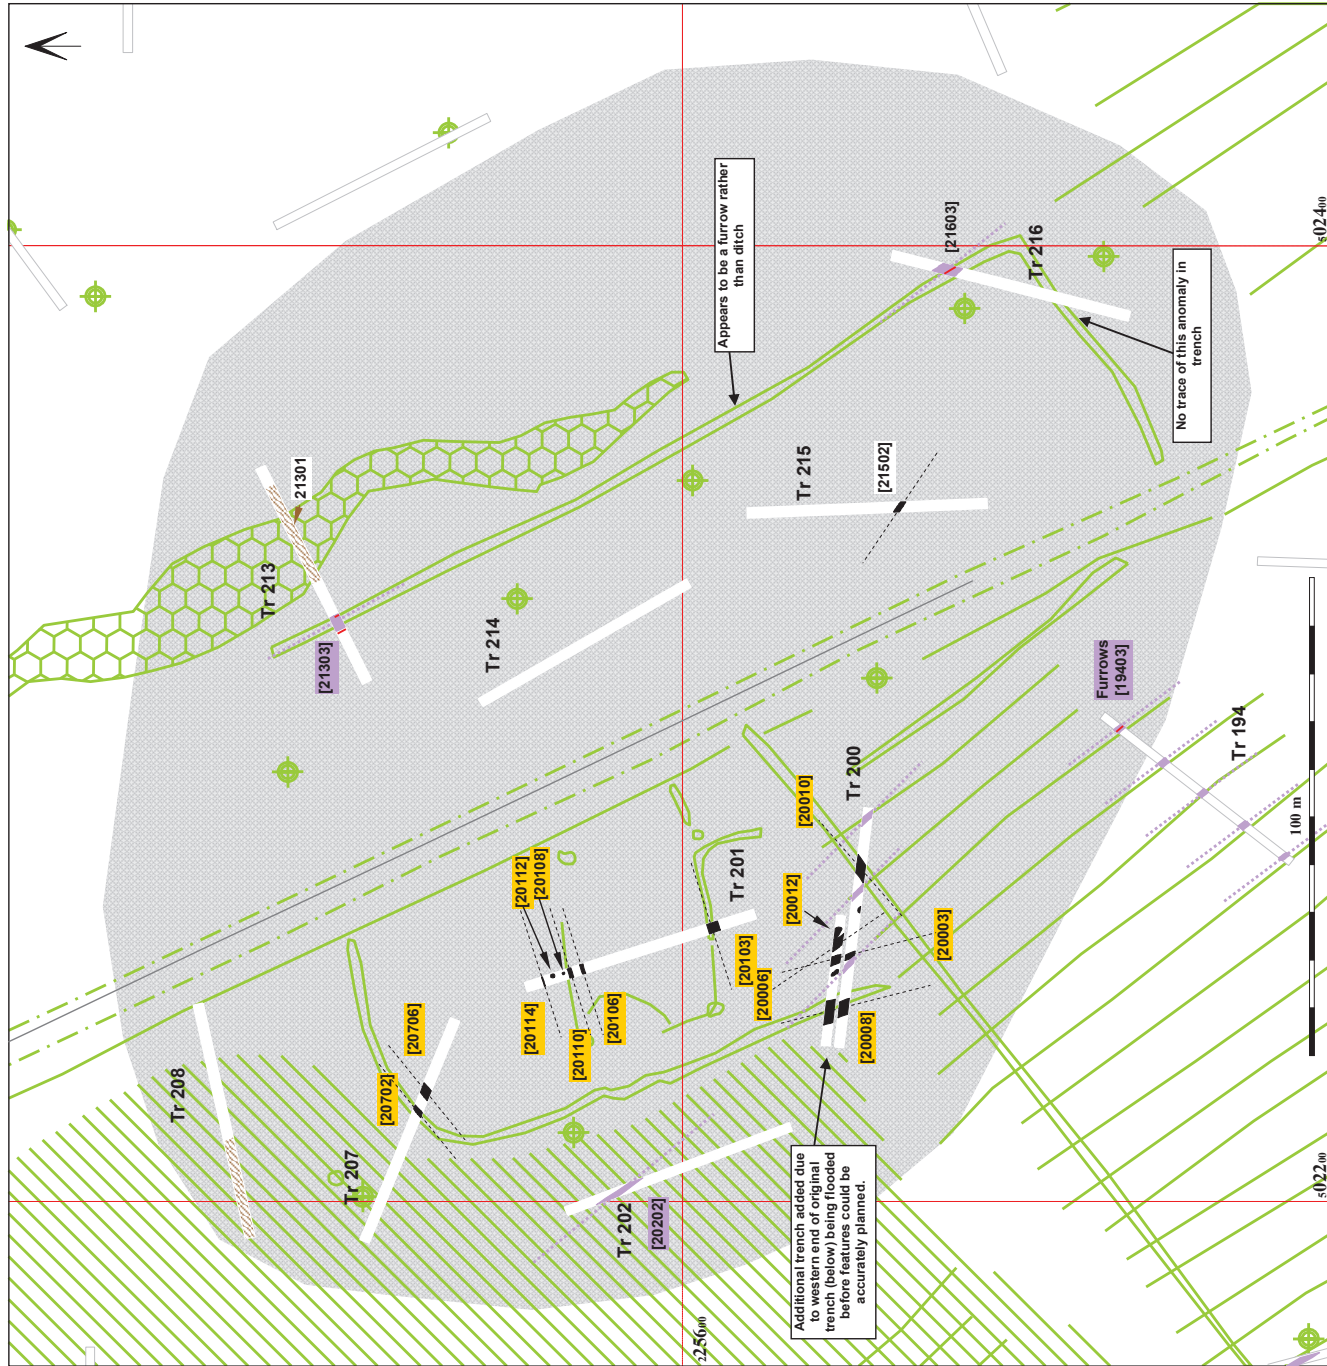 Tr 213
21301
[21303]
Tr 214
Appears to be a furrow rather
than ditch
[21603]
Tr 216
No trace of this anomaly in
trench
Tr 215
[21502]
502400
Tr 208
Tr 207
[20702]
[20706]
[20112]
[20108]
[20114]
[20110]
[20106]
Tr 201
[20103]
Tr 202
[20202]
[20010]
Tr 200
[20012]
[20006]
[20003]
[20008]
Furrows
[19403]
Tr 194
100 m
Additional trench added due
to western end of original
trench (below) being flooded
before features could be
accurately planned.
225600
502200